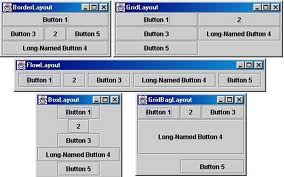 BorderLayout
Button 1
Button 3 2 Button 5
Long-Named Button 4
GridLayout
Button 1 2
Button 3 Long-Named Button 4
Button 5
FlowLayout
Button 1 2 Button 3 Long-Named Button 4 Button 5
BoxLayout
Button 1
2
Button 3
Long-Named Button 4
Button 5
GridBagLayout
Button 1 2 Button 3
Long-Named Button 4
Button 5